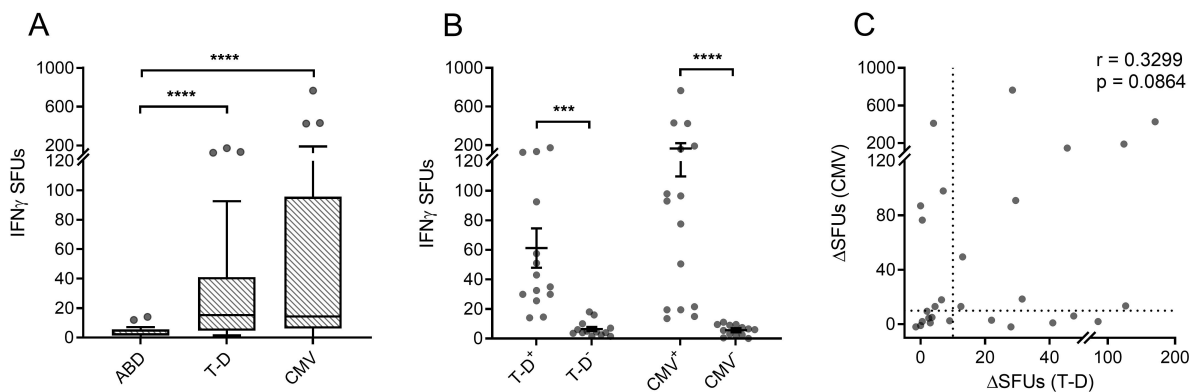 A
IFNγ SFUs
1000
600
200
120
100
80
60
40
20
0
****
****
ABD
T-D
CMV
B
IFNγ SFUs
1000
600
200
120
100
80
60
40
20
0
***
****
T-D⁺
T-D⁻
CMV⁺
CMV⁻
C
r = 0.3299
p = 0.0864
ΔSFUs (CMV)
1000
600
200
120
80
40
0
0
20
40
100
200
ΔSFUs (T-D)